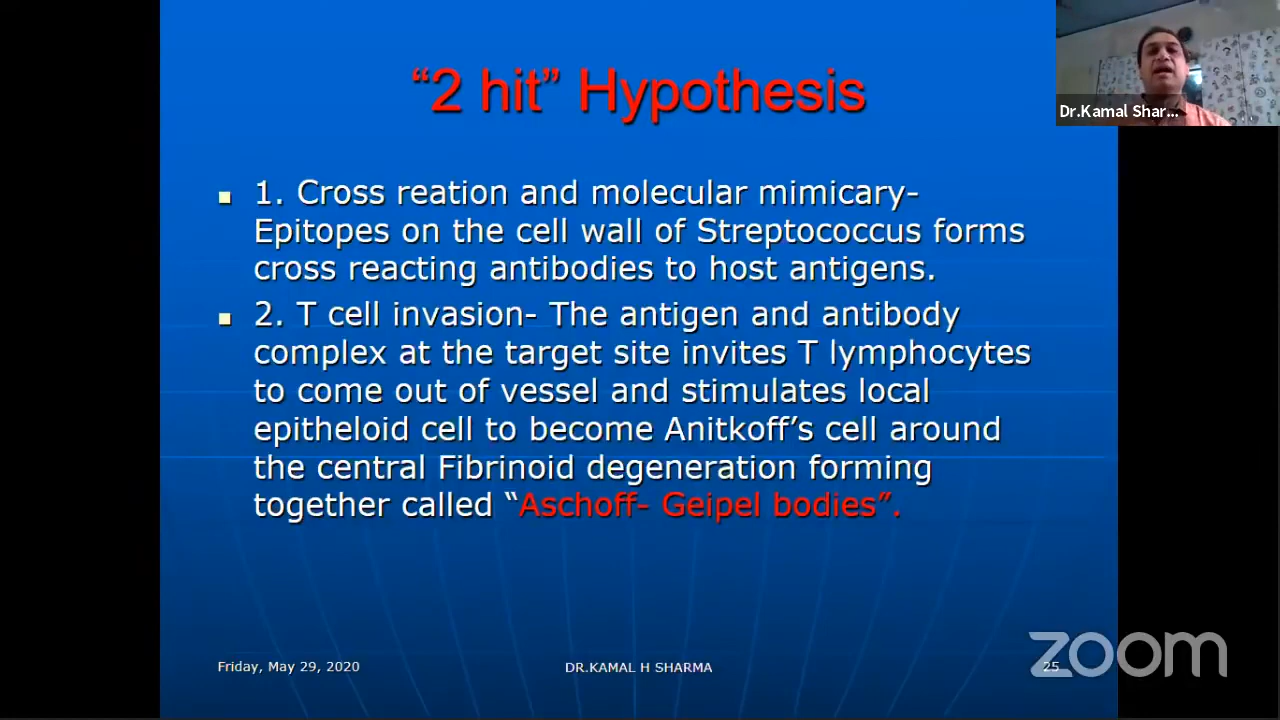 “2 hit” Hypothesis
Dr.Kamal Shar...
1. Cross reation and molecular mimicary-
Epitopes on the cell wall of Streptococcus forms
cross reacting antibodies to host antigens.
2. T cell invasion- The antigen and antibody
complex at the target site invites T lymphocytes
to come out of vessel and stimulates local
epitheloid cell to become Anitkoff’s cell around
the central Fibrinoid degeneration forming
together called “Aschoff- Geipel bodies”.
Friday, May 29, 2020
DR.KAMAL H SHARMA
25
zoom